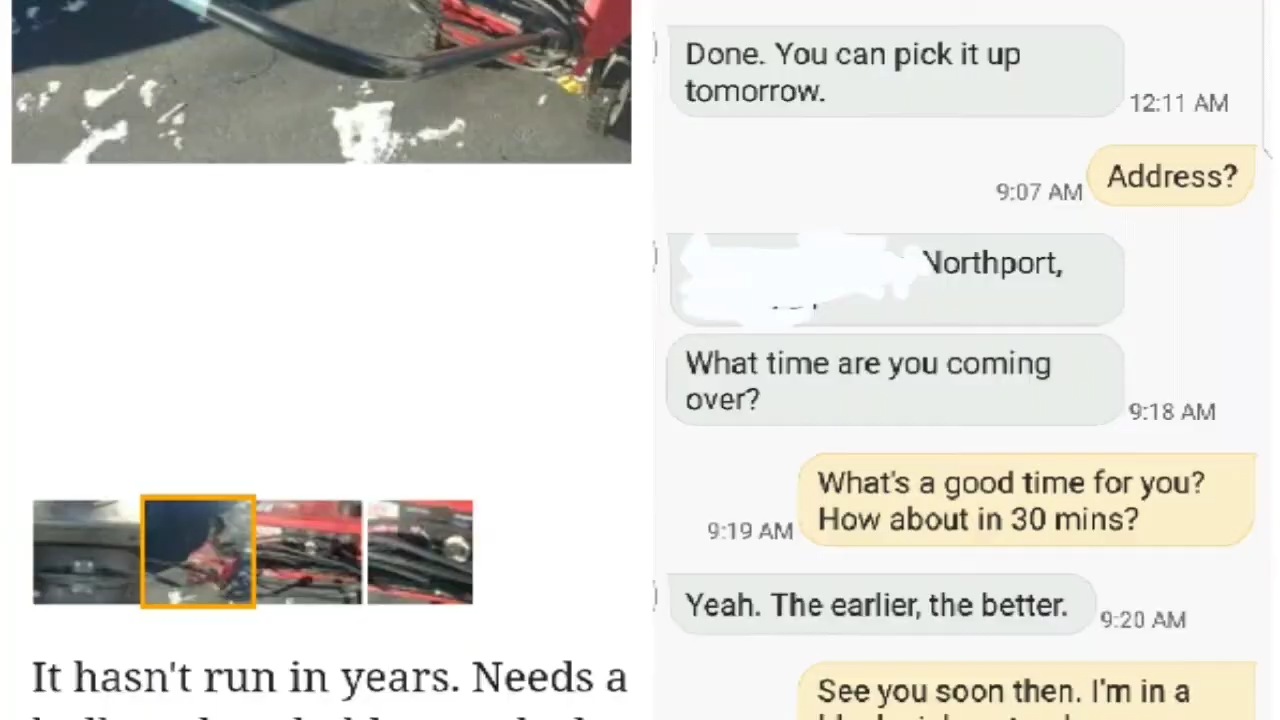 It hasn't run in years. Needs a
Done. You can pick it up
tomorrow.
12:11 AM
Address?
9:07 AM
Northport,
What time are you coming
over?
9:18 AM
What's a good time for you?
How about in 30 mins?
9:19 AM
Yeah. The earlier, the better.
9:20 AM
See you soon then. I'm in a